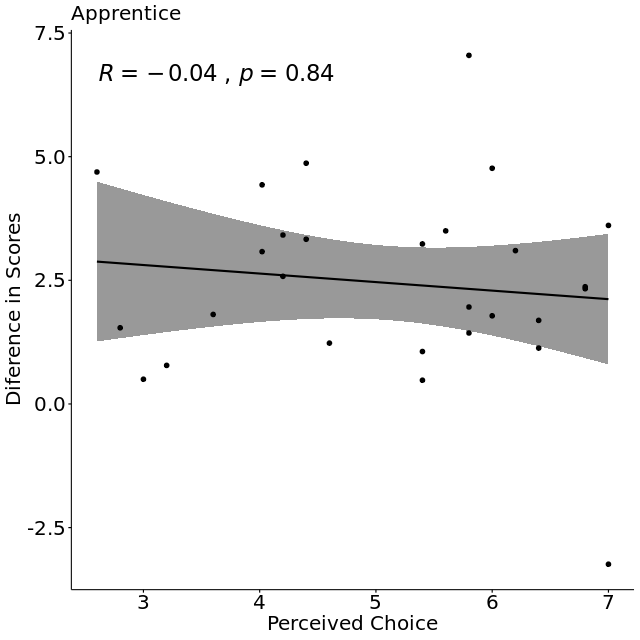 Apprentice
R = −0.04 , p = 0.84
7.5
5.0
2.5
0.0
-2.5
Diference in Scores
3 4 5 6 7
Perceived Choice